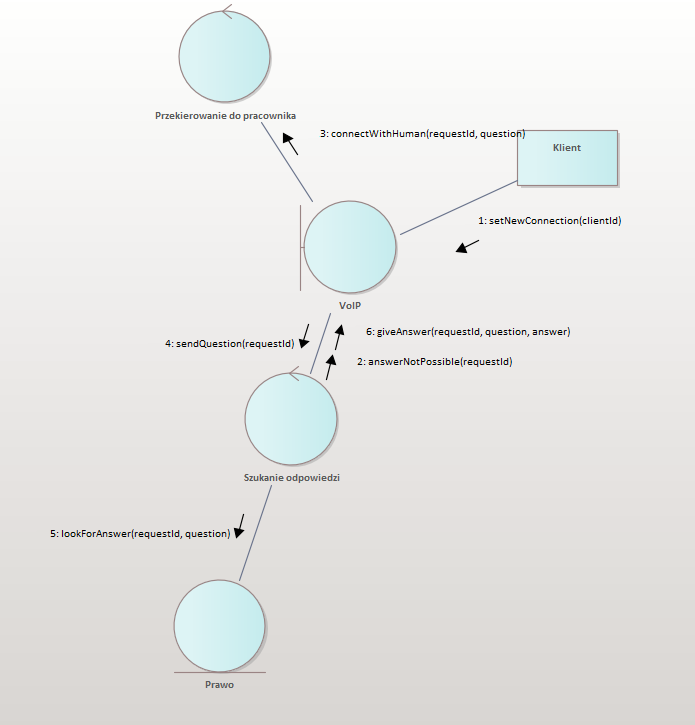 Przekierowanie do pracownika
3: connectWithHuman(requestId, question)
Klient
1: setNewConnection(clientId)
VoIP
6: giveAnswer(requestId, question, answer)
4: sendQuestion(requestId)
2: answerNotPossible(requestId)
Szukanie odpowiedzi
5: lookForAnswer(requestId, question)
Prawo